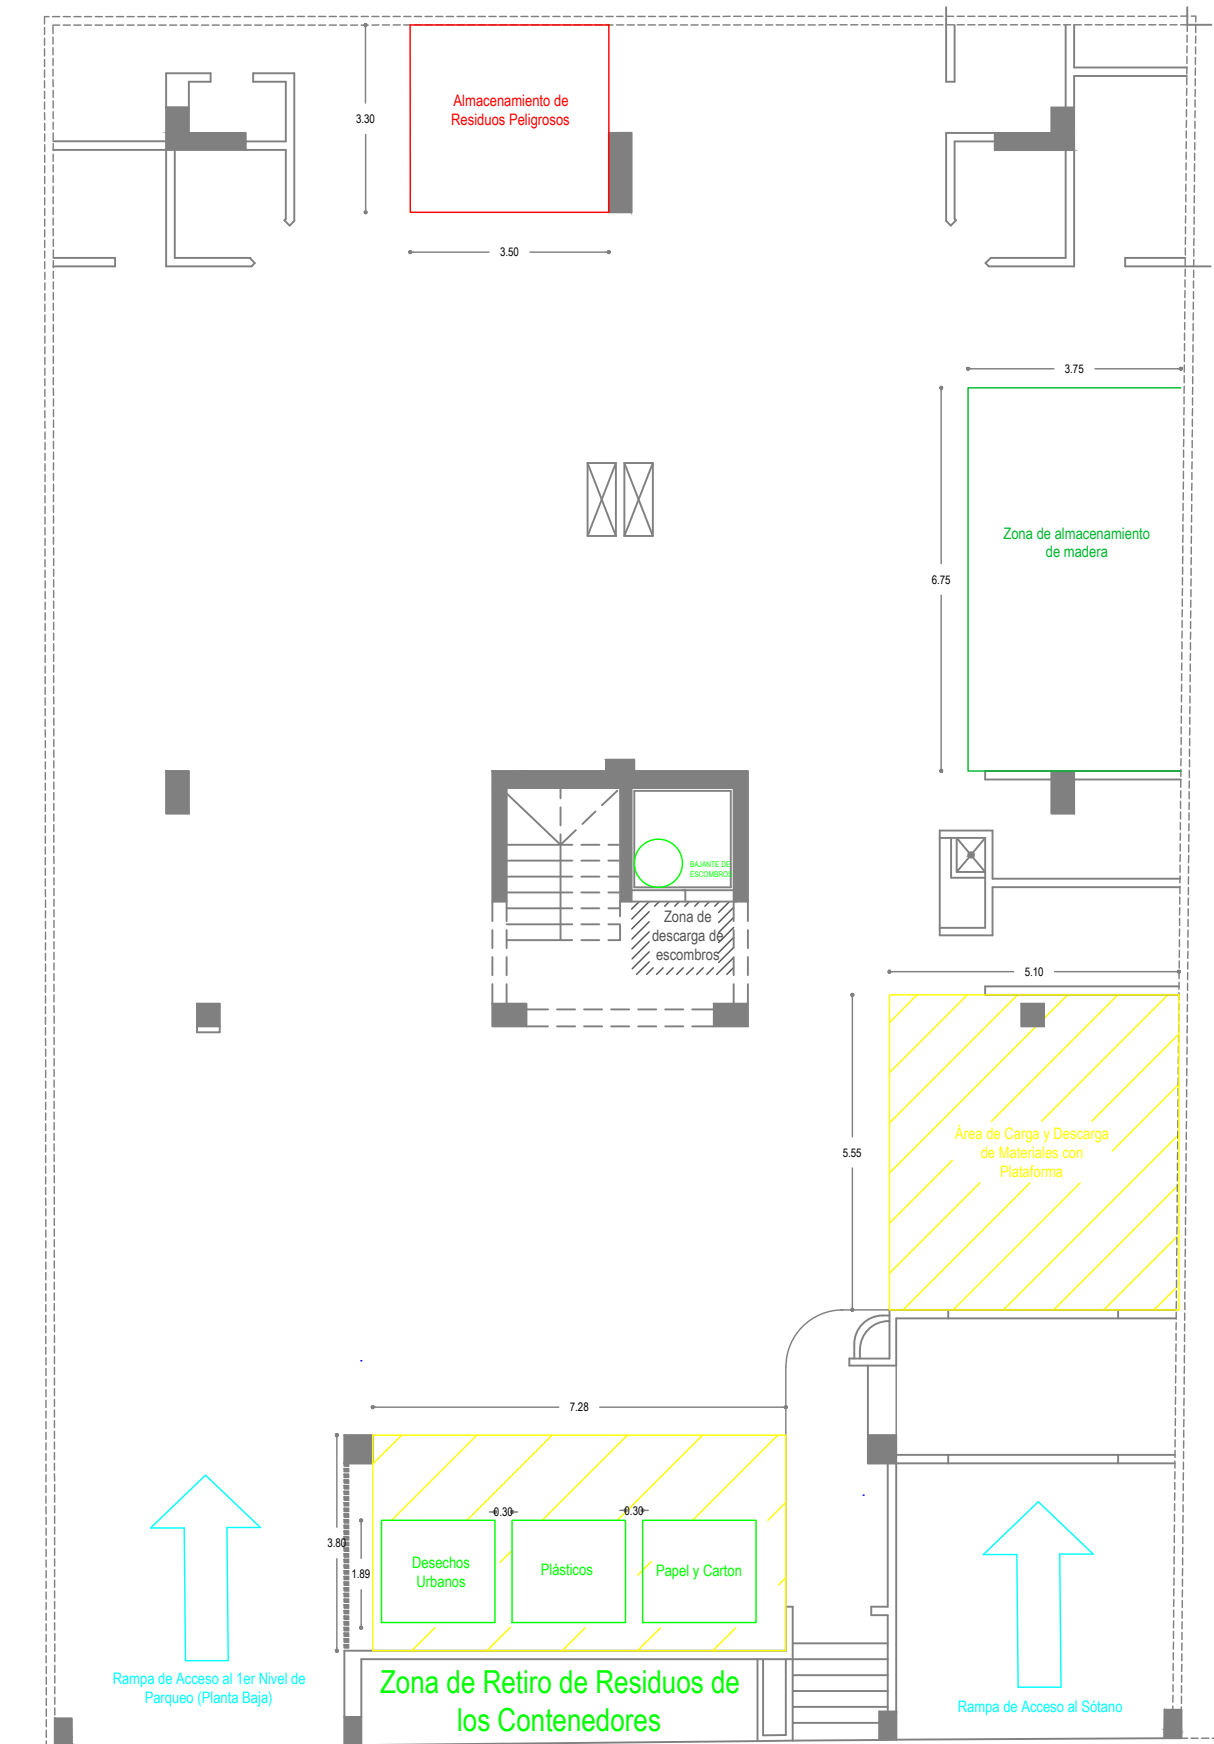 Almacenamiento de
Residuos Peligrosos
3.30
3.50
3.75
Zona de almacenamiento
de madera
6.75
BAJANTE DE
ESCOMBROS
Zona de
descarga de
escombros
5.10
5.55
Área de Carga y Descarga
de Materiales con
Plataforma
7.28
3.80
0.30
0.30
1.89
Desechos
Urbanos
Plásticos
Papel y Carton
Rampa de Acceso al 1er Nivel de
Parqueo (Planta Baja)
Zona de Retiro de Residuos de
los Contenedores
Rampa de Acceso al Sótano